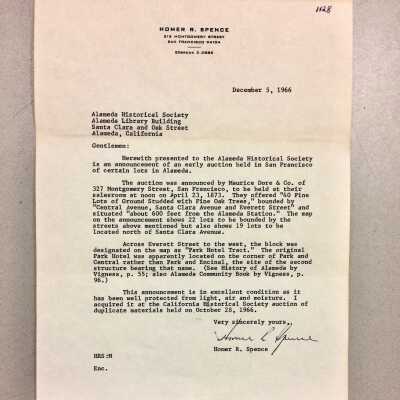 1128
HOMER R. SPENCE
MONTGOMERY STREET
SAN FRANCISCO 94104
December 5, 1966
Alameda Historical Society
Alameda Library Building
Santa Clara and Oak Street
Alameda, California
Gentlemen:
Herewith presented to the Alameda Historical Society
is an announcement of an early auction held in San Francisco
of certain lots in Alameda.
The auction was announced by Maurice Dore & Co. of
327 Montgomery Street, San Francisco, to be held at their
salesroom at noon on April 23, 1873. They offered "40 Fine
Lots of Ground Studded with Fine Oak Trees," bounded by
"Central Avenue, Santa Clara Avenue and Everett Street" and
situated "about 600 feet from the Alameda Station." The map
on the announcement shows 22 lots to be bounded by the
streets above mentioned but also shows 19 lots to be
located north of Santa Clara Avenue.
Across Everett Street to the west, the block was
designated on the map as "Park Hotel Tract." The original
Park Hotel was apparently located on the corner of Park and
Central rather than Park and Encinal, the site of the second
structure bearing that name. (See History of Alameda by
Vigness, p. 55; also Alameda Community Book by Vigness, p.
96.)
This announcement is in excellent condition as it
has been well protected from light, air and moisture. I
acquired it at the California Historical Society auction of
duplicate materials held on October 28, 1966.
Very sincerely yours,
Homer R. Spence
Homer R. Spence
HRS:M
Enc.